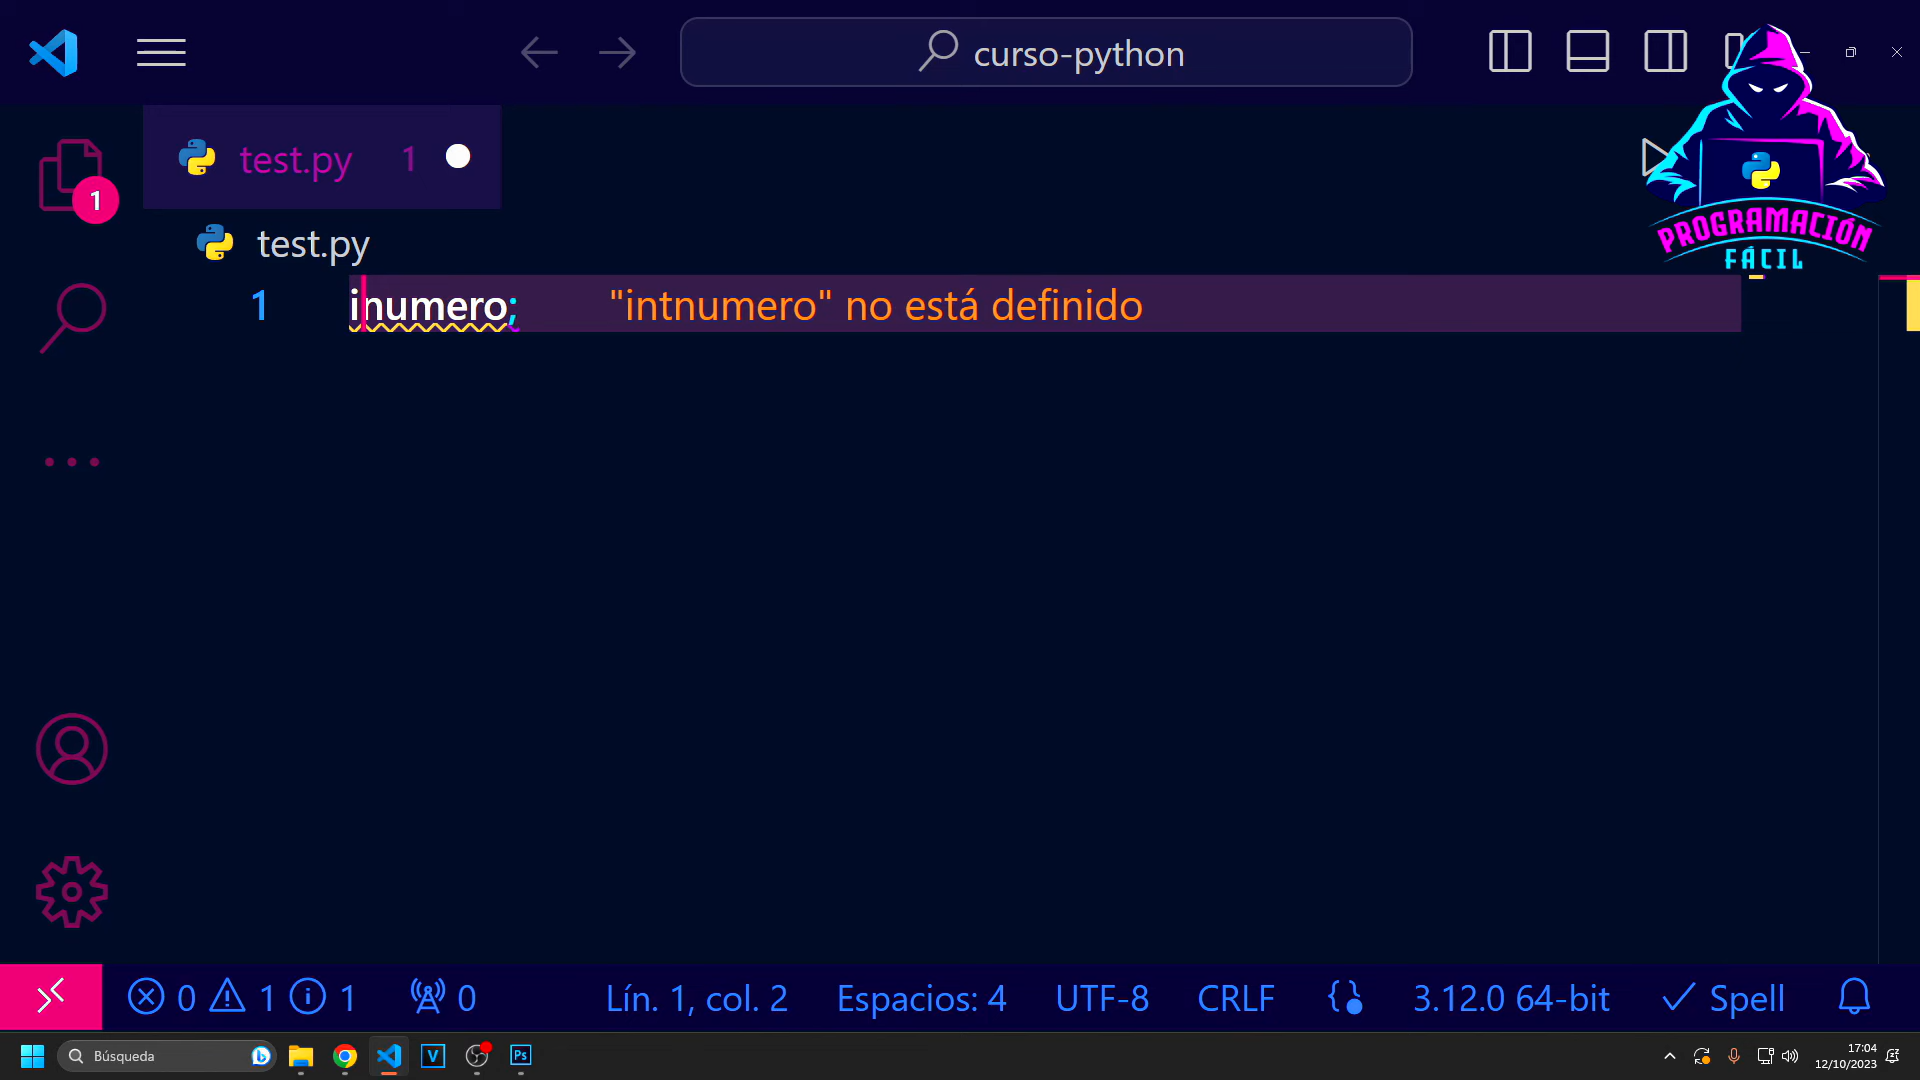 curso-python
test.py 1
1
test.py
PROGRAMACIÓN
FÁCIL
1 inumero; "intnumero" no está definido
0 1 1 0 Lín. 1, col. 2 Espacios: 4 UTF-8 CRLF 3.12.0 64-bit Spell
Búsqueda
V
Ps
17:04
12/10/2023